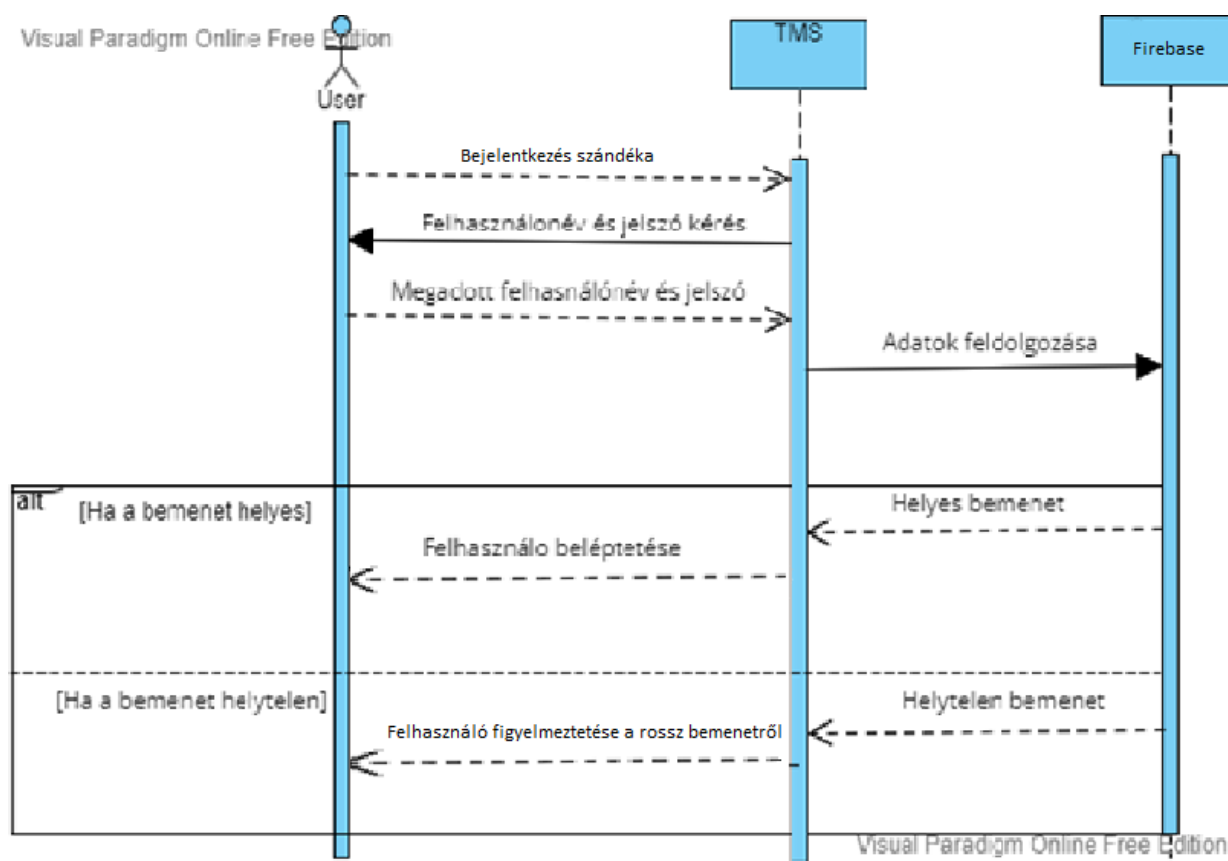 Visual Paradigm Online Free Edition
User
TMS
Firebase
Bejelentkezés szándéka
Felhasználonév és jelszó kérés
Megadott felhasnálónév és jelszó
Adatok feldolgozása
alt
[Ha a bemenet helyes]
Helyes bemenet
Felhasználo beléptetése
[Ha a bemenet helytelen]
Helytelen bemenet
Felhasználó figyelmeztetése a rossz bemenetről
Visual Paradigm Online Free Edition